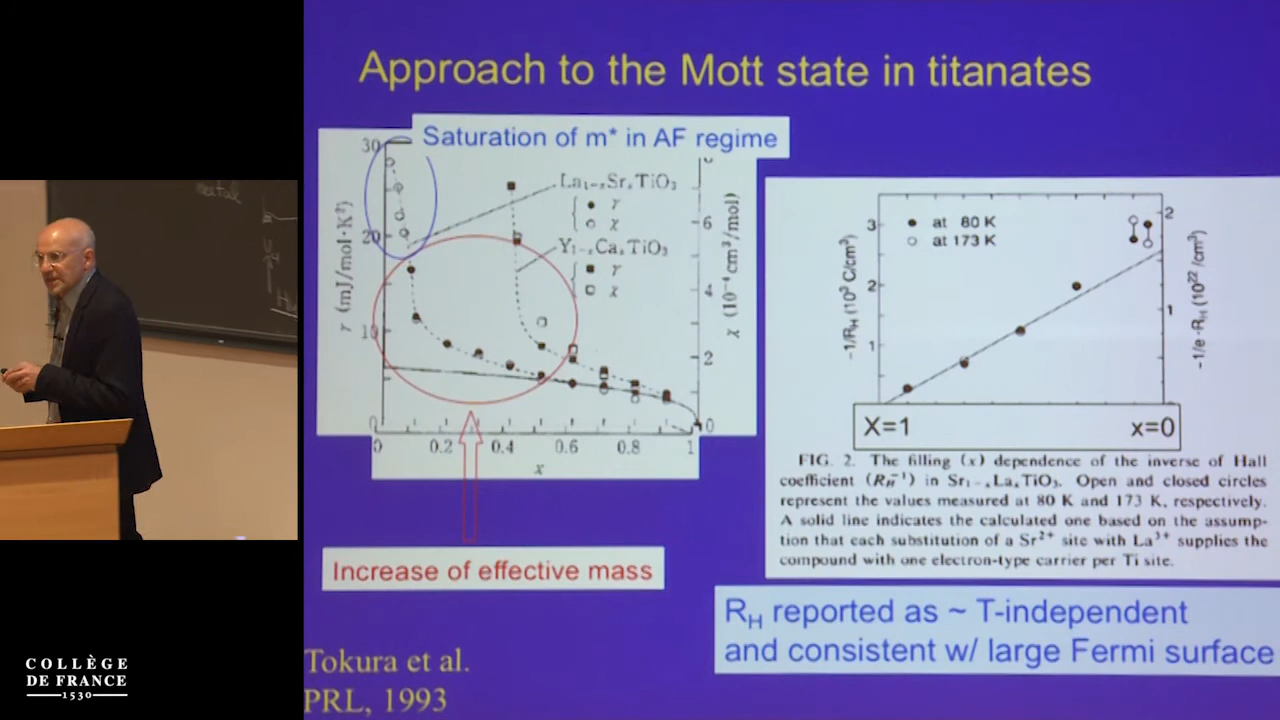 Approach to the Mott state in titanates
Saturation of m* in AF regime
La1-xSrxTiO3
γ
χ
Y1-xCaxTiO3
γ
χ
γ (mJ/mol·K²)
χ (10⁻⁴cm³/mol)
30
20
10
0
6
4
2
0
0
0.2
0.4
0.6
0.8
1
x
Increase of effective mass
Tokura et al.
PRL, 1993
at 80 K
at 173 K
-1/RH (10³ C/cm³)
-1/e·RH (10²²/cm³)
3
2
1
2
1
X=1
x=0
FIG. 2. The filling (x) dependence of the inverse of Hall
coefficient (RH⁻¹) in Sr1-xLaxTiO3. Open and closed circles
represent the values measured at 80 K and 173 K, respectively.
A solid line indicates the calculated one based on the assump-
tion that each substitution of a Sr²⁺ site with La³⁺ supplies the
compound with one electron-type carrier per Ti site.
RH reported as ~ T-independent
and consistent w/ large Fermi surface
COLLÈGE
DE FRANCE
1530